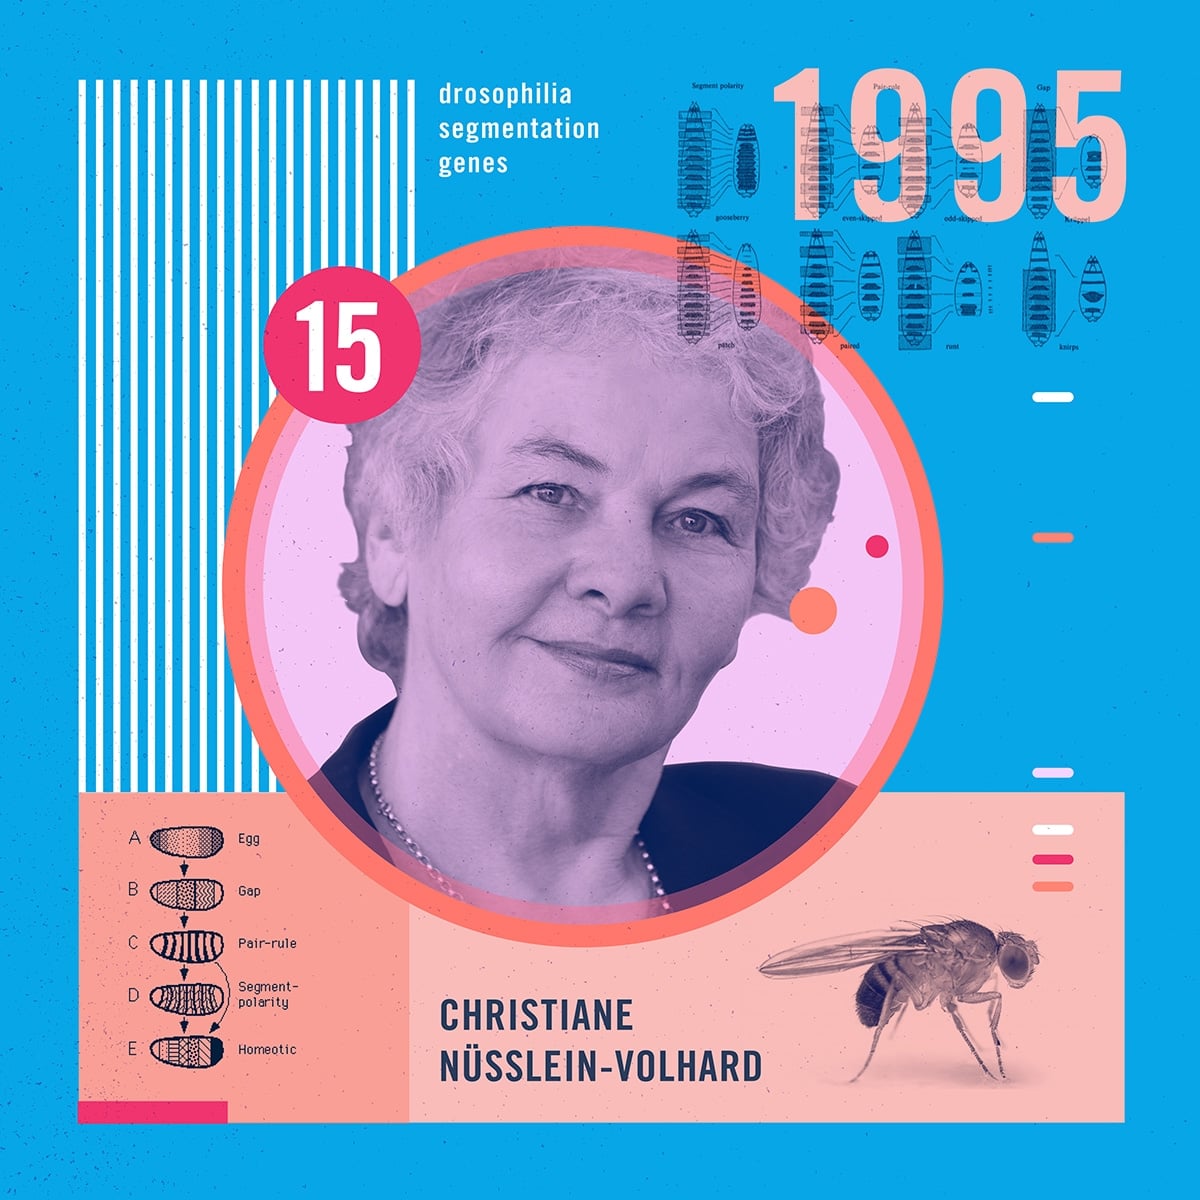 drosophilia
segmentation
genes
1995
Segment polarity
Pair-rule
Gap
gooseberry
even-skipped
odd-skipped
Krüppel
patch
paired
runt
knirps
15
A Egg
B Gap
C Pair-rule
D Segment-
polarity
E Homeotic
CHRISTIANE
NÜSSLEIN-VOLHARD